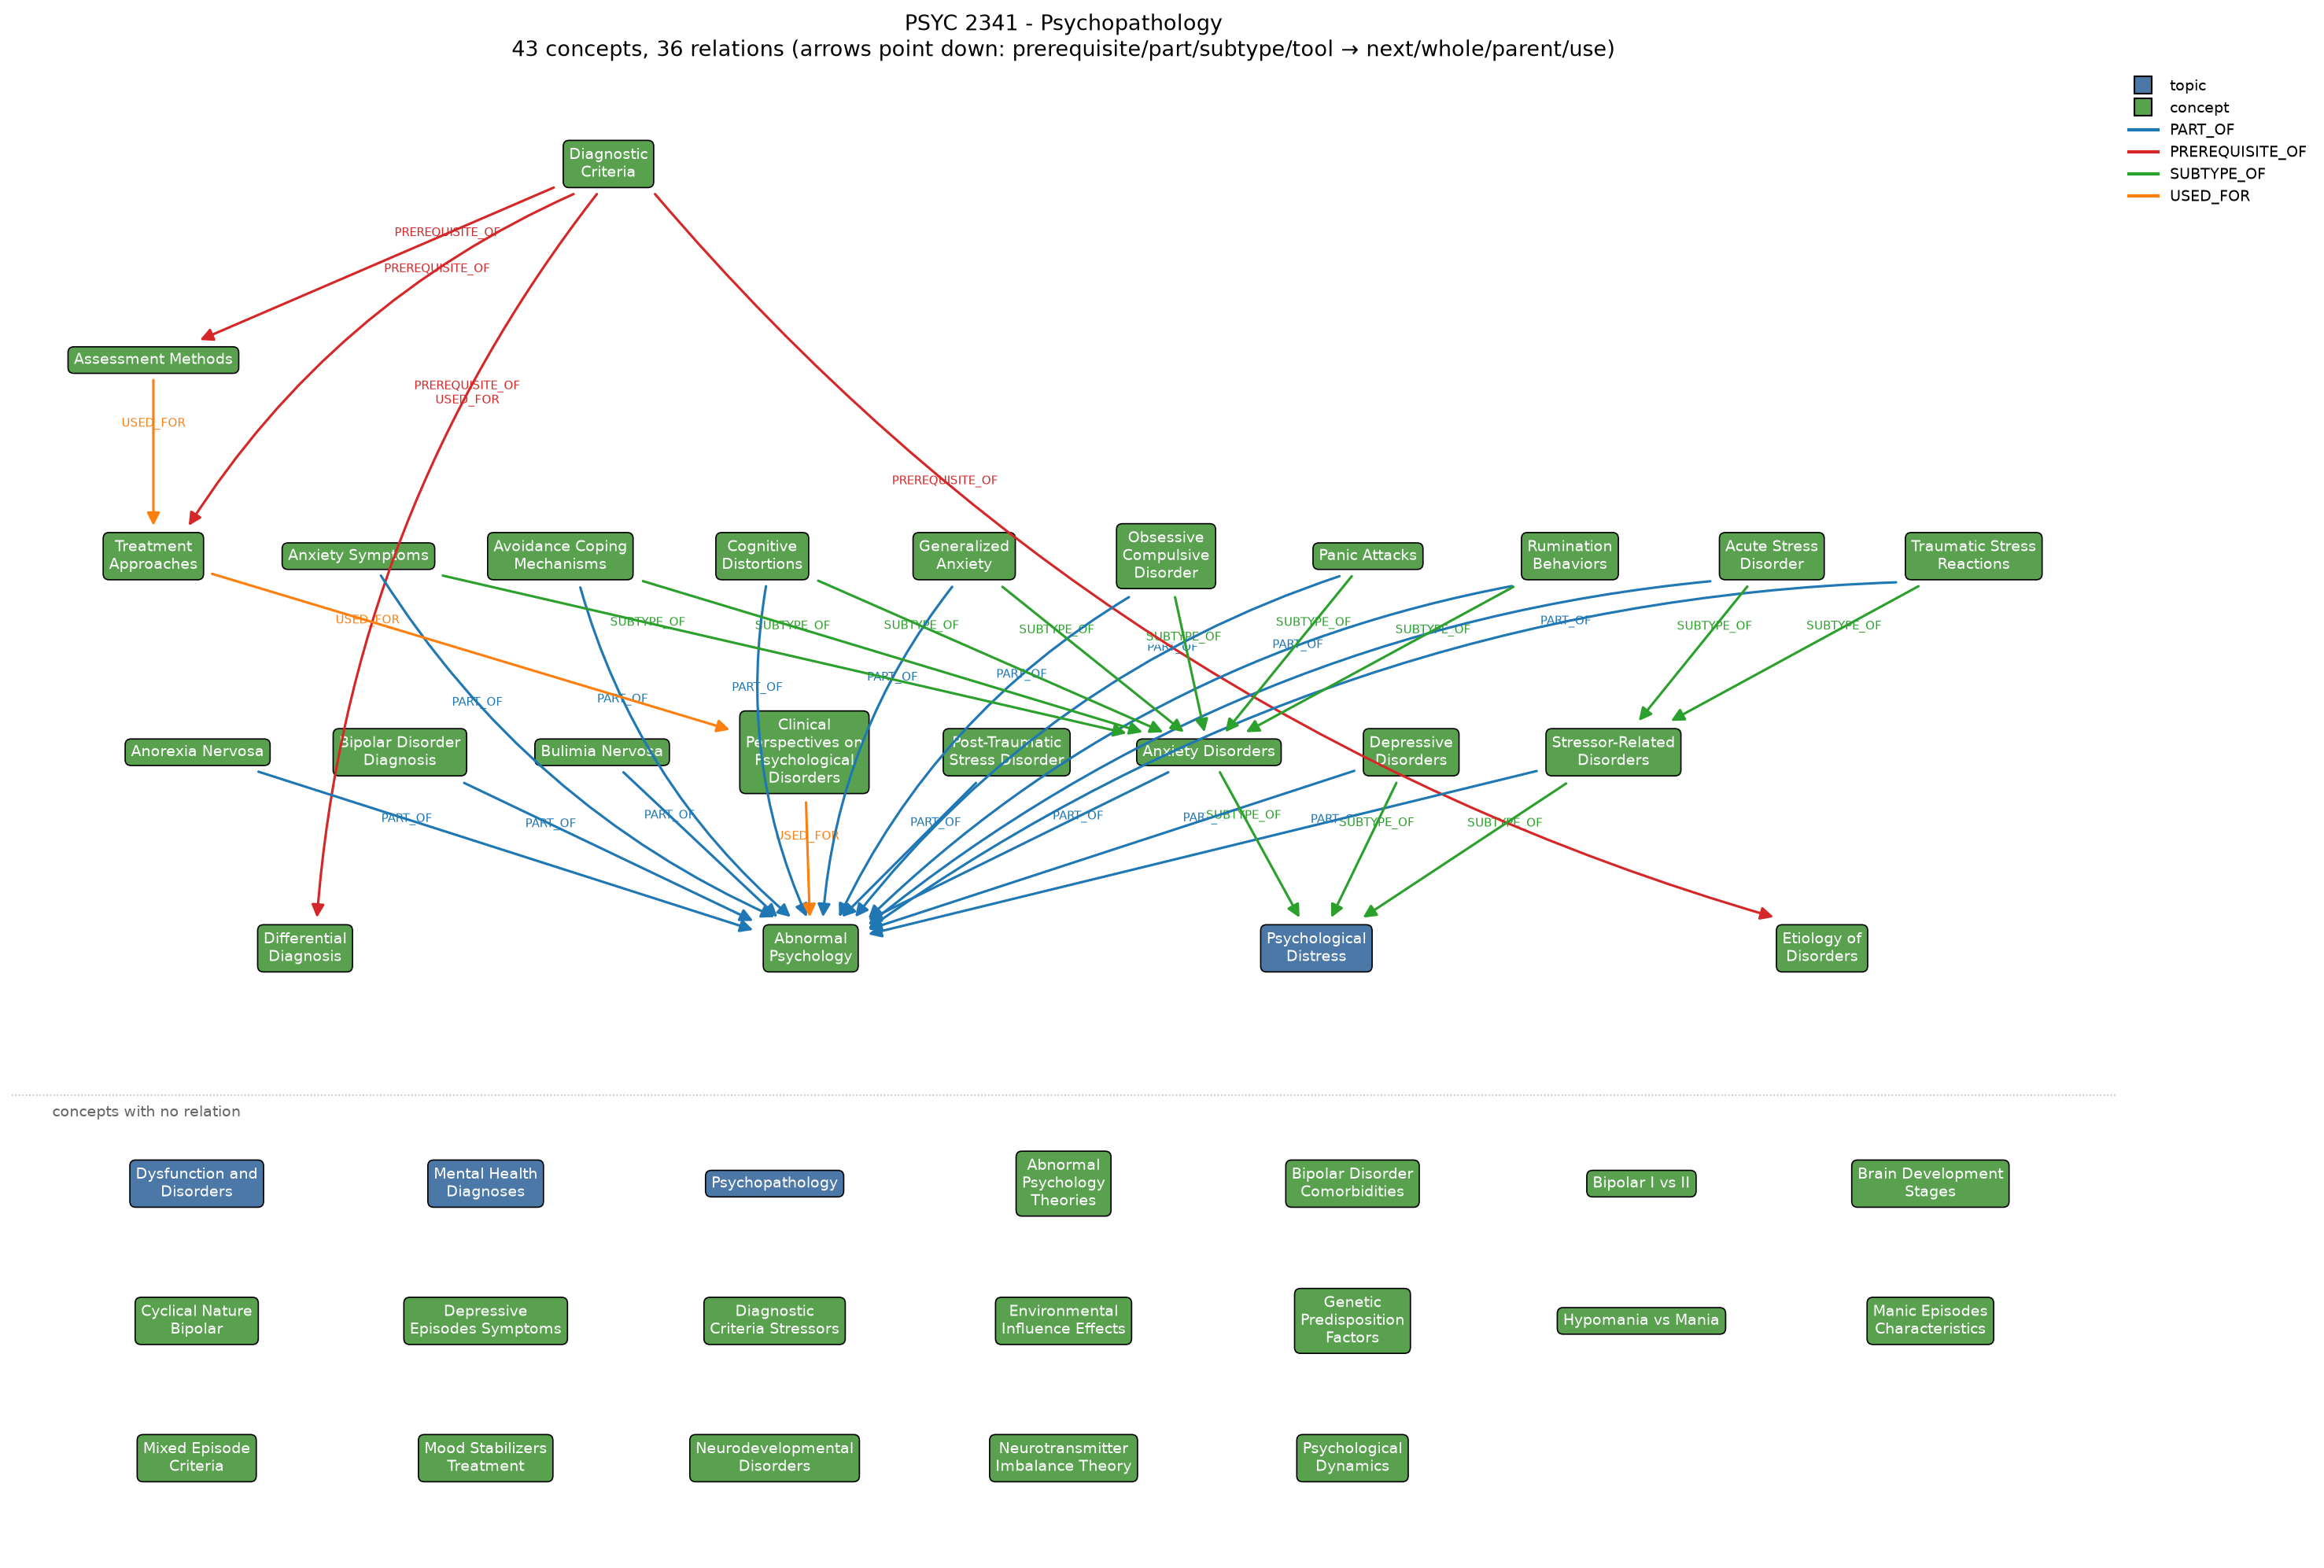 PSYC 2341 - Psychopathology
43 concepts, 36 relations (arrows point down: prerequisite/part/subtype/tool → next/whole/parent/use)
topic
concept
PART_OF
PREREQUISITE_OF
SUBTYPE_OF
USED_FOR
Diagnostic
Criteria
PREREQUISITE_OF
PREREQUISITE_OF
Assessment Methods
PREREQUISITE_OF
USED_FOR
USED_FOR
PREREQUISITE_OF
Treatment
Approaches
Anxiety Symptoms
Avoidance Coping
Mechanisms
Cognitive
Distortions
Generalized
Anxiety
Obsessive
Compulsive
Disorder
Panic Attacks
Rumination
Behaviors
Acute Stress
Disorder
Traumatic Stress
Reactions
USED_FOR
SUBTYPE_OF
SUBTYPE_OF
SUBTYPE_OF
SUBTYPE_OF
SUBTYPE_OF
PART_OF
SUBTYPE_OF
PART_OF
SUBTYPE_OF
PART_OF
SUBTYPE_OF
SUBTYPE_OF
PART_OF
PART_OF
PART_OF
PART_OF
PART_OF
Anorexia Nervosa
Bipolar Disorder
Diagnosis
Bulimia Nervosa
Clinical
Perspectives on
Psychological
Disorders
Post-Traumatic
Stress Disorder
Anxiety Disorders
Depressive
Disorders
Stressor-Related
Disorders
PART_OF
PART_OF
PART_OF
USED_FOR
PART_OF
PART_OF
PART_
SUBTYPE_OF
PART_
SUBTYPE_OF
SUBTYPE_OF
Differential
Diagnosis
Abnormal
Psychology
Psychological
Distress
Etiology of
Disorders
concepts with no relation
Dysfunction and
Disorders
Mental Health
Diagnoses
Psychopathology
Abnormal
Psychology
Theories
Bipolar Disorder
Comorbidities
Bipolar I vs II
Brain Development
Stages
Cyclical Nature
Bipolar
Depressive
Episodes Symptoms
Diagnostic
Criteria Stressors
Environmental
Influence Effects
Genetic
Predisposition
Factors
Hypomania vs Mania
Manic Episodes
Characteristics
Mixed Episode
Criteria
Mood Stabilizers
Treatment
Neurodevelopmental
Disorders
Neurotransmitter
Imbalance Theory
Psychological
Dynamics